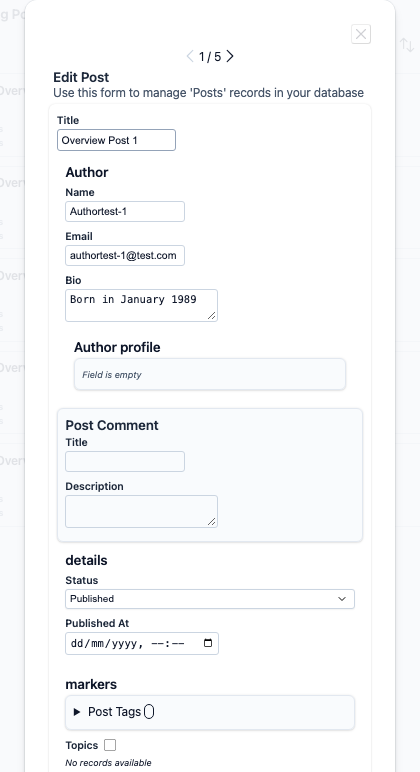 1 / 5
Edit Post
Use this form to manage 'Posts' records in your database
Title
Overview Post 1
Author
Name
Authortest-1
Email
authortest-1@test.com
Bio
Born in January 1989
Author profile
Field is empty
Post Comment
Title
Description
details
Status
Published
Published At
dd/mm/yyyy, --:--
markers
Post Tags
Topics
No records available